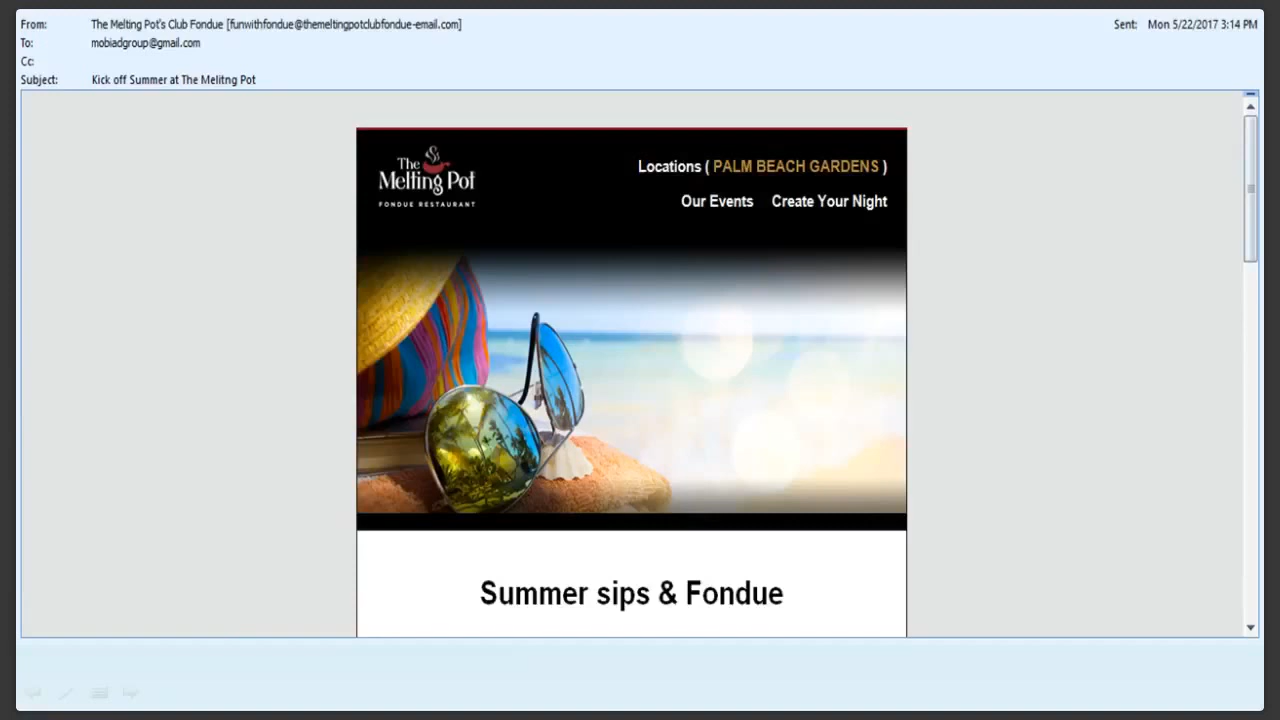 From: The Melting Pot's Club Fondue [funwithfondue@themeltingpotclubfondue-email.com] Sent: Mon 5/22/2017 3:14 PM
To: mobiadgroup@gmail.com
Cc:
Subject: Kick off Summer at The Melitng Pot
The
Melting Pot
FONDUE RESTAURANT
Locations ( PALM BEACH GARDENS )
Our Events Create Your Night
Summer sips & Fondue